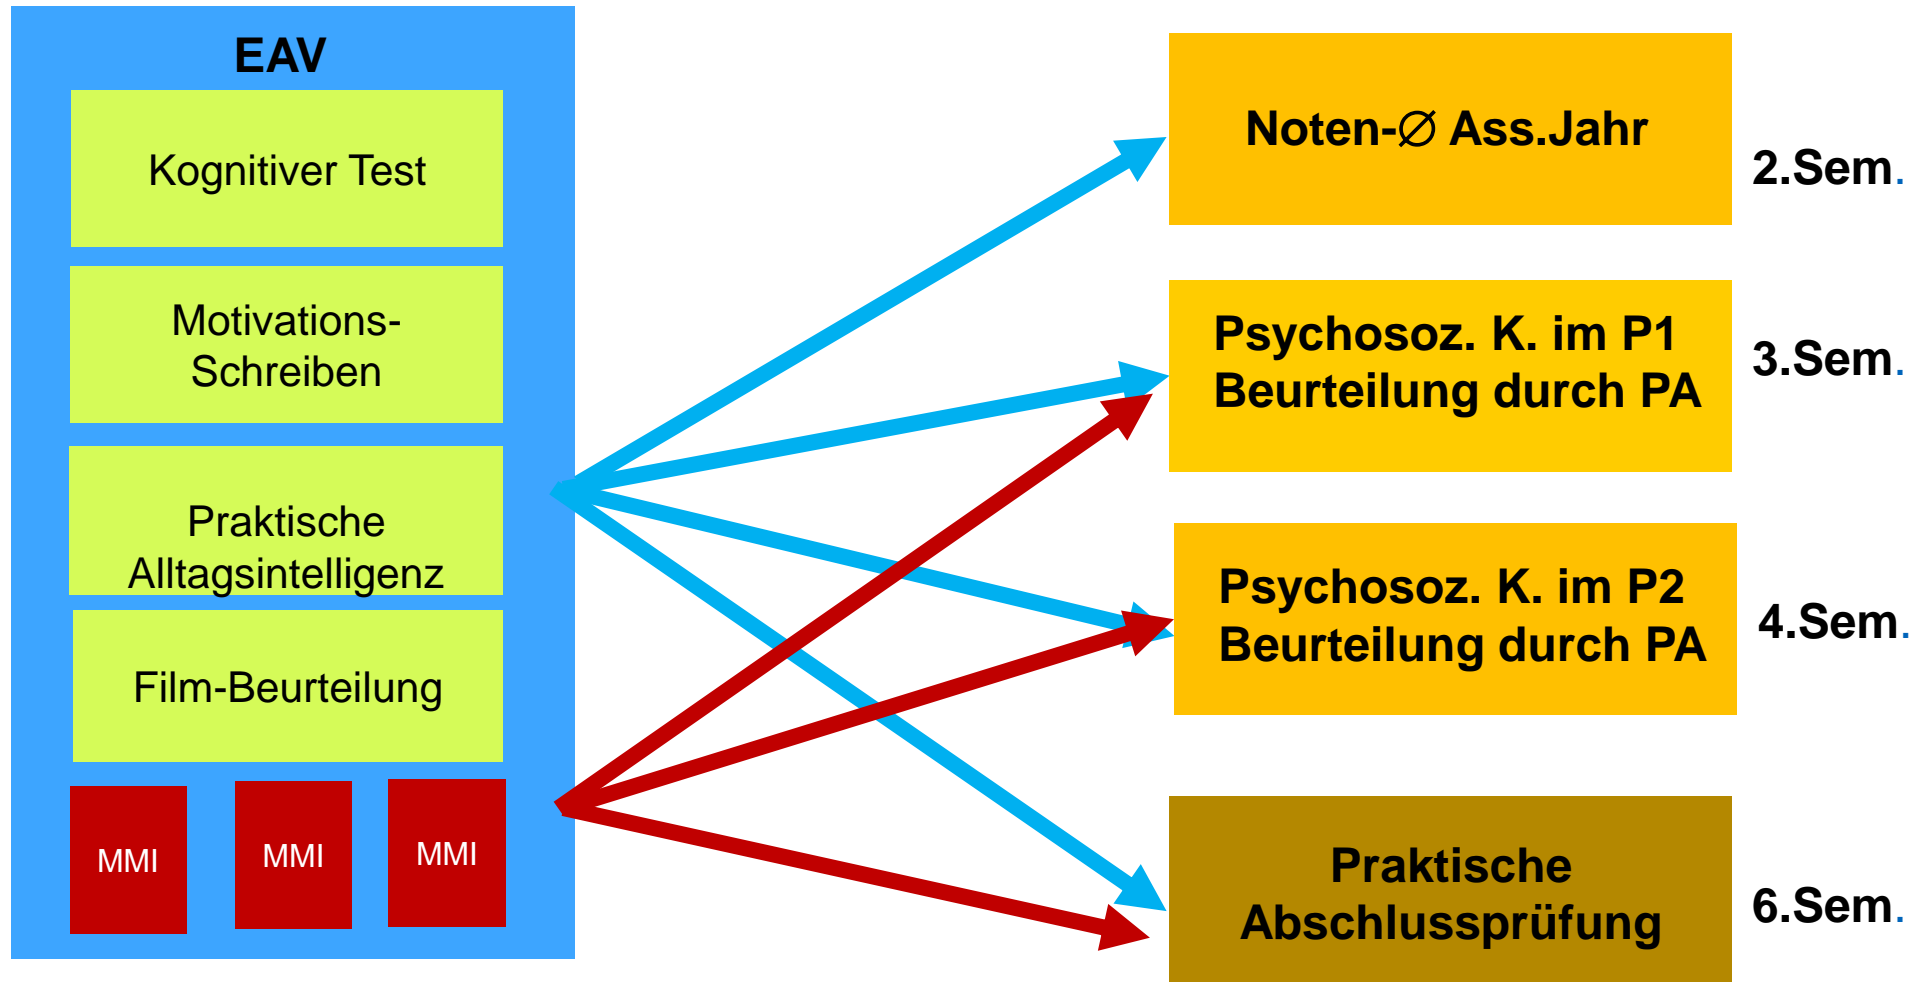 EAV
Kognitiver Test
Motivations-
Schreiben
Praktische
Alltagsintelligenz
Film-Beurteilung
MMI
MMI
MMI
Noten-∅ Ass.Jahr
2.Sem.
Psychosoz. K. im P1
Beurteilung durch PA
3.Sem.
Psychosoz. K. im P2
Beurteilung durch PA
4.Sem.
Praktische
Abschlussprüfung
6.Sem.